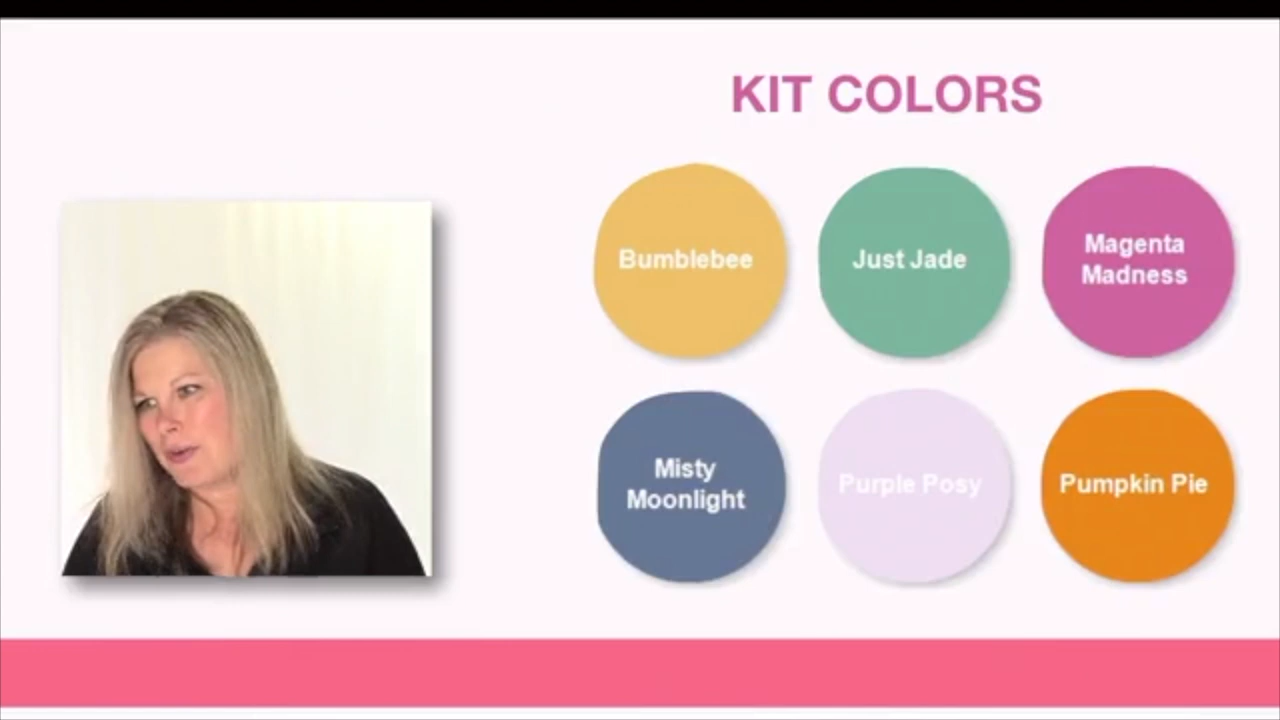 KIT COLORS
Bumblebee
Just Jade
Magenta
Madness
Misty
Moonlight
Purple Posy
Pumpkin Pie